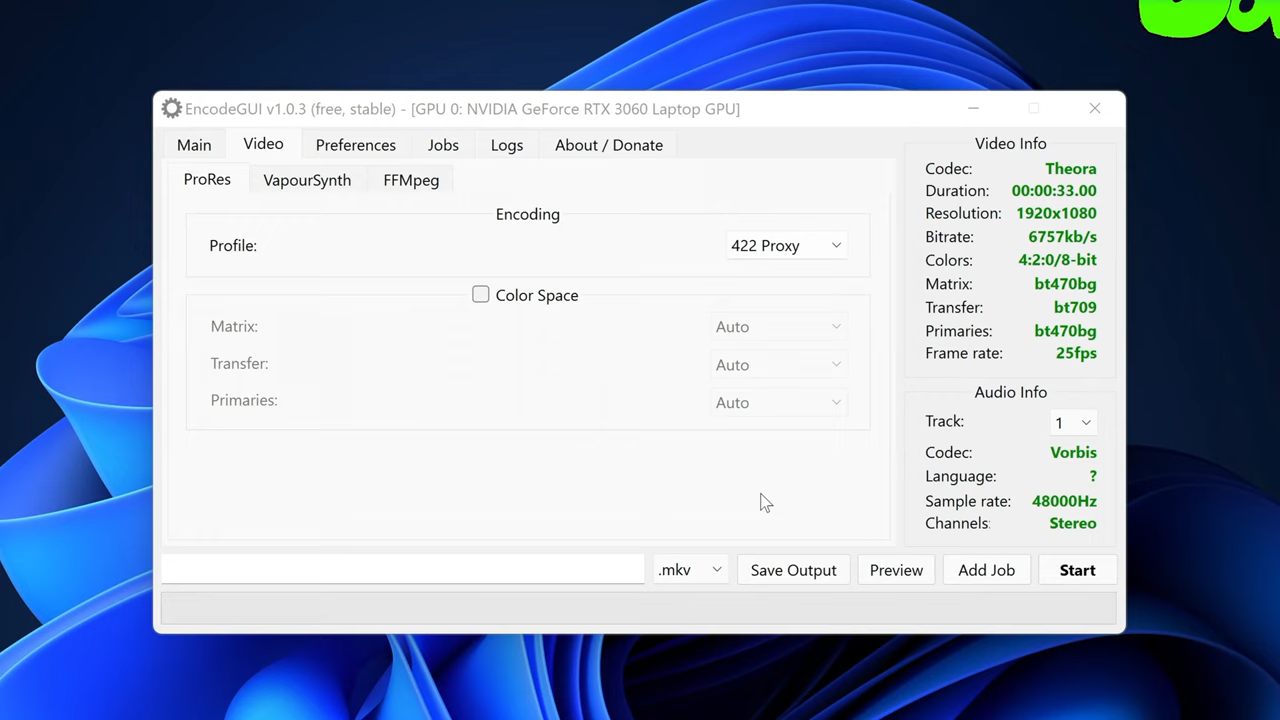 EncodeGUI v1.0.3 (free, stable) - [GPU 0: NVIDIA GeForce RTX 3060 Laptop GPU]
Main Video Preferences Jobs Logs About / Donate
ProRes VapourSynth FFMpeg
Encoding
Profile: 422 Proxy
Color Space
Matrix: Auto
Transfer: Auto
Primaries: Auto
Video Info
Codec: Theora
Duration: 00:00:33.00
Resolution: 1920x1080
Bitrate: 6757kb/s
Colors: 4:2:0/8-bit
Matrix: bt470bg
Transfer: bt709
Primaries: bt470bg
Frame rate: 25fps
Audio Info
Track: 1
Codec: Vorbis
Language: ?
Sample rate: 48000Hz
Channels: Stereo
.mkv Save Output Preview Add Job Start